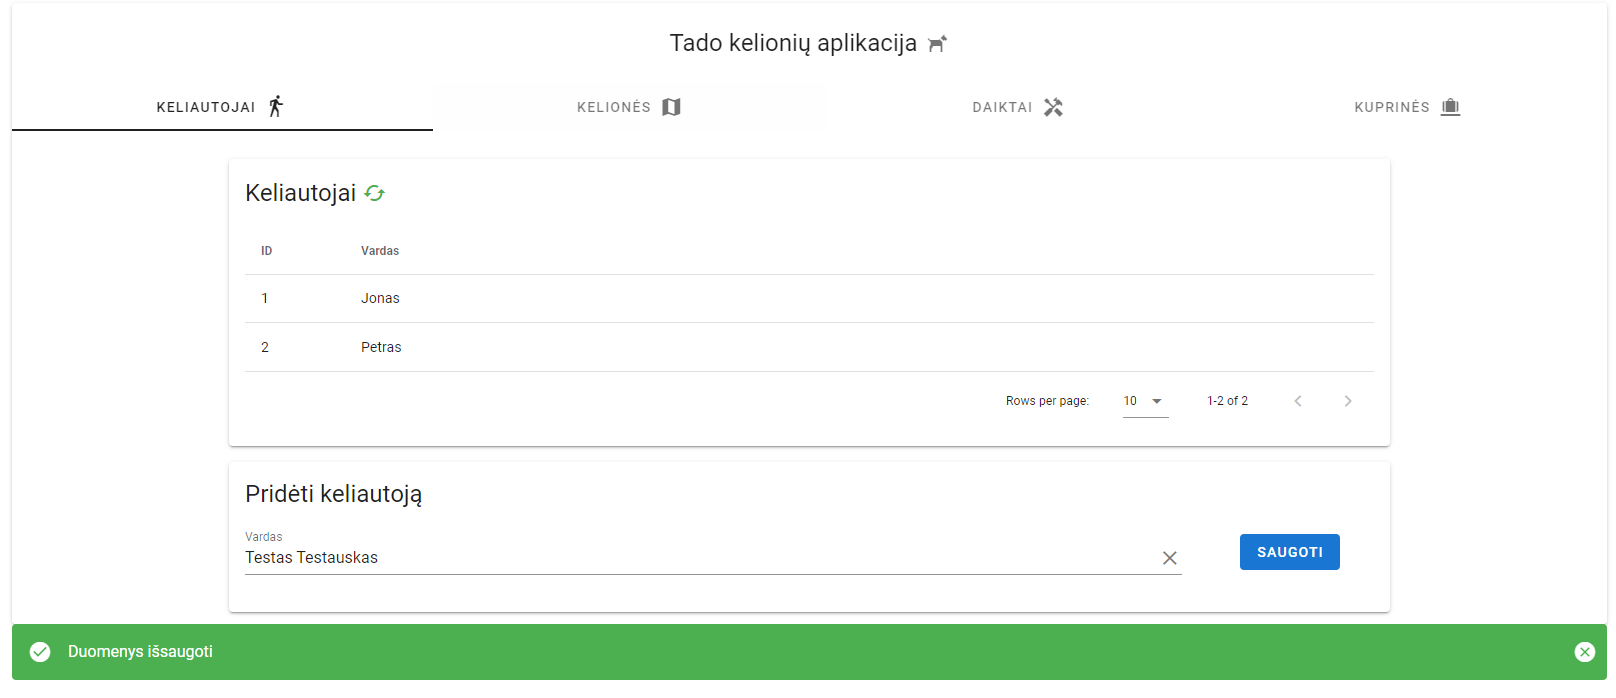 Tado kelionių aplikacija
KELIAUTOJAI KELIONĖS DAIKTAI KUPRINĖS
Keliautojai
ID Vardas
1 Jonas
2 Petras
Rows per page: 10 1-2 of 2
Pridėti keliautoją
Vardas
Testas Testauskas
SAUGOTI
Duomenys išsaugoti